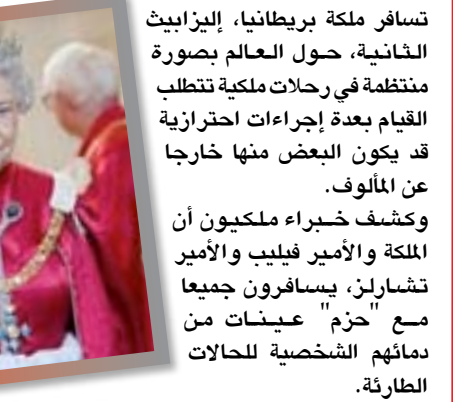 تسافر ملكة بريطانيا، إليزابيث
الثانية، حول العالم بصورة
منتظمة في رحلات ملكية تتطلب
القيام بعدة إجراءات احترازية
قد يكون البعض منها خارجا
عن المألوف.
وكشف خبراء ملكيون أن
الملكة والأمير فيليب والأمير
تشارلز، يسافرون جميعا
مع "حزم" عينات من
دمائهم الشخصية للحالات
الطارئة.